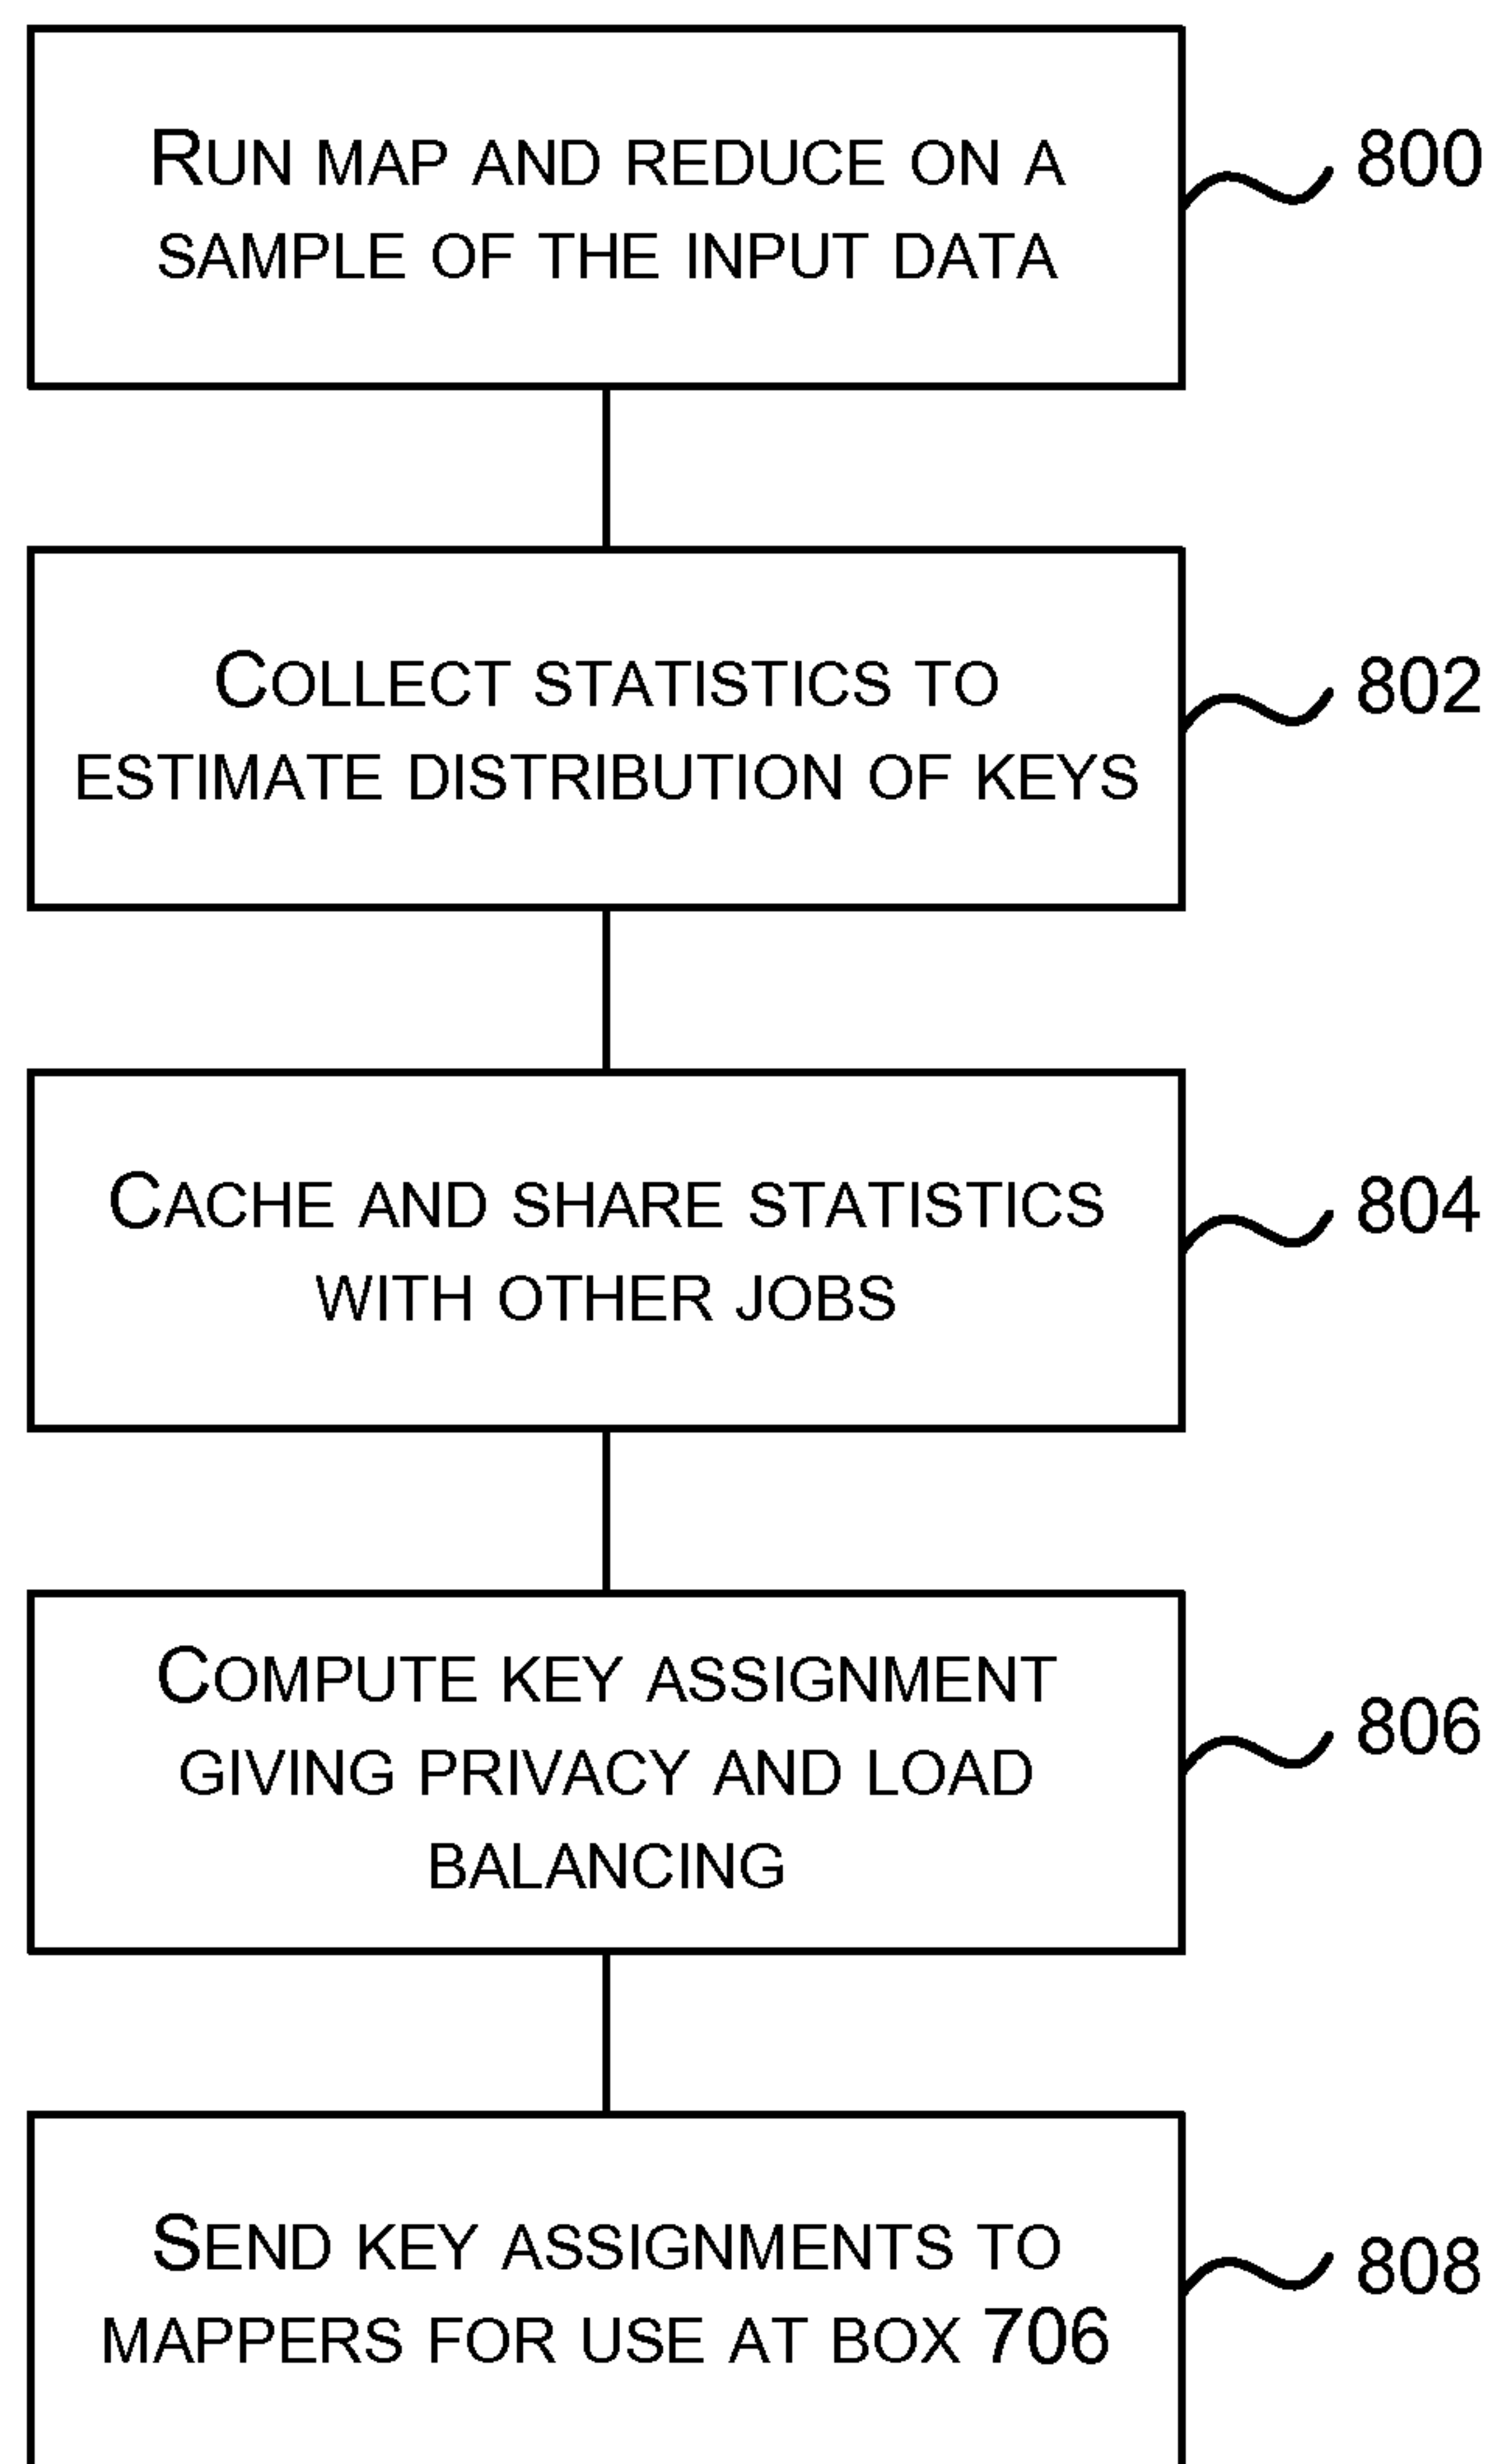 RUN MAP AND REDUCE ON A
SAMPLE OF THE INPUT DATA
800
COLLECT STATISTICS TO
ESTIMATE DISTRIBUTION OF KEYS
802
CACHE AND SHARE STATISTICS
WITH OTHER JOBS
804
COMPUTE KEY ASSIGNMENT
GIVING PRIVACY AND LOAD
BALANCING
806
SEND KEY ASSIGNMENTS TO
MAPPERS FOR USE AT BOX 706
808